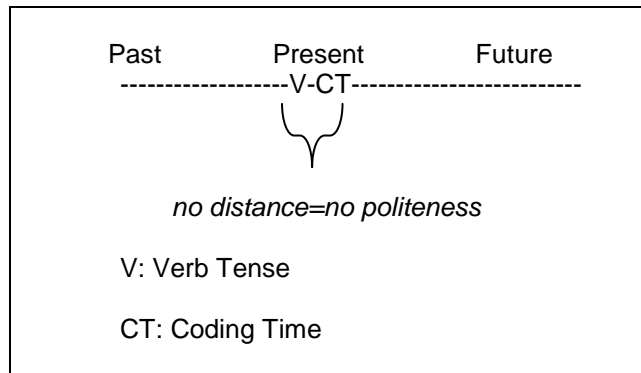 Past Present Future
-------------------V-CT--------------------------
no distance=no politeness
V: Verb Tense
CT: Coding Time